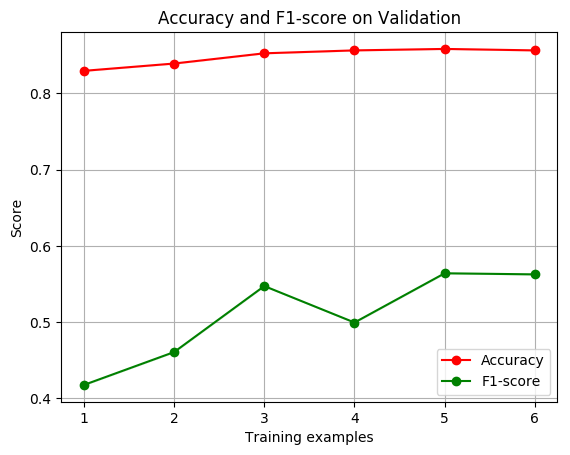 Accuracy and F1-score on Validation
Score
0.8
0.7
0.6
0.5
0.4
1 2 3 4 5 6
Training examples
Accuracy
F1-score